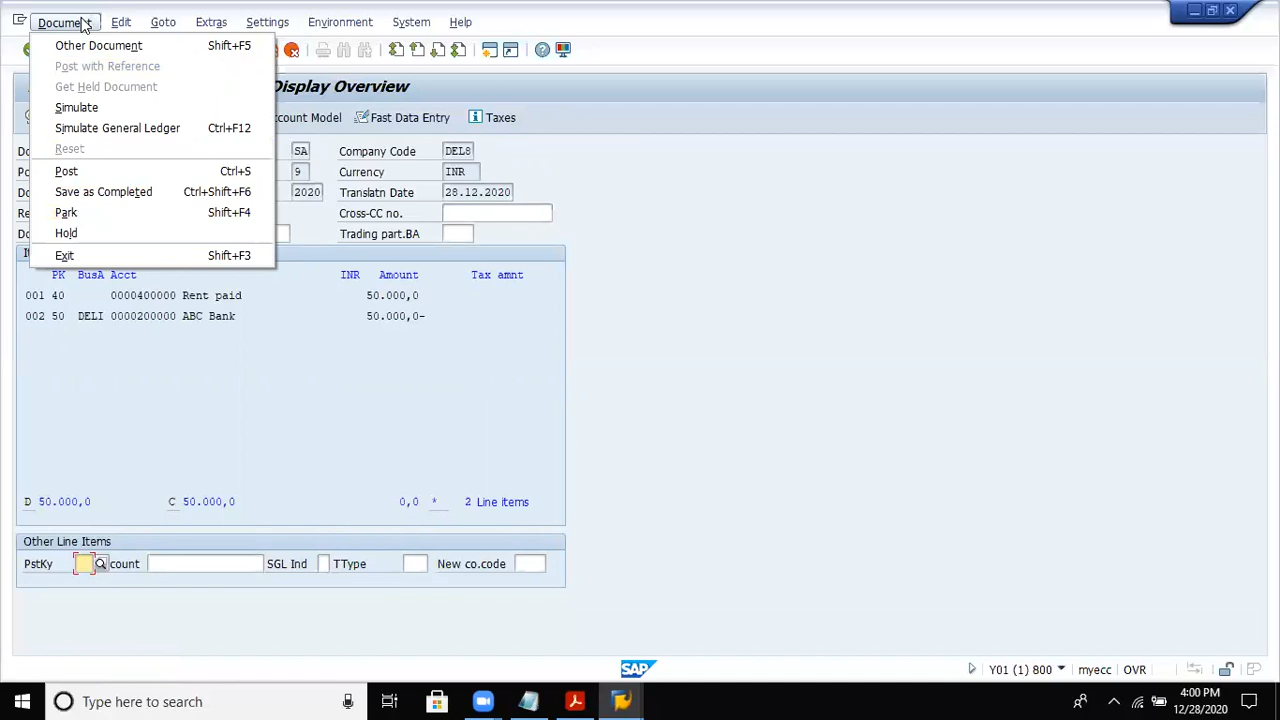 Document Edit Goto Extras Settings Environment System Help
Other Document Shift+F5
Post with Reference
Get Held Document
Simulate
Simulate General Ledger Ctrl+F12
Reset
Post Ctrl+S
Save as Completed Ctrl+Shift+F6
Park Shift+F4
Hold
Exit Shift+F3
Display Overview
count Model Fast Data Entry Taxes
SA Company Code DEL8
9 Currency INR
2020 Translatn Date 28.12.2020
Cross-CC no.
Trading part.BA
PK BusA Acct INR Amount Tax amnt
001 40 0000400000 Rent paid 50.000,0
002 50 DELI 0000200000 ABC Bank 50.000,0-
D 50.000,0 C 50.000,0 0,0 * 2 Line items
Other Line Items
PstKy count SGL Ind TType New co.code
SAP
Y01 (1) 800 myecc OVR
Type here to search
4:00 PM
12/28/2020